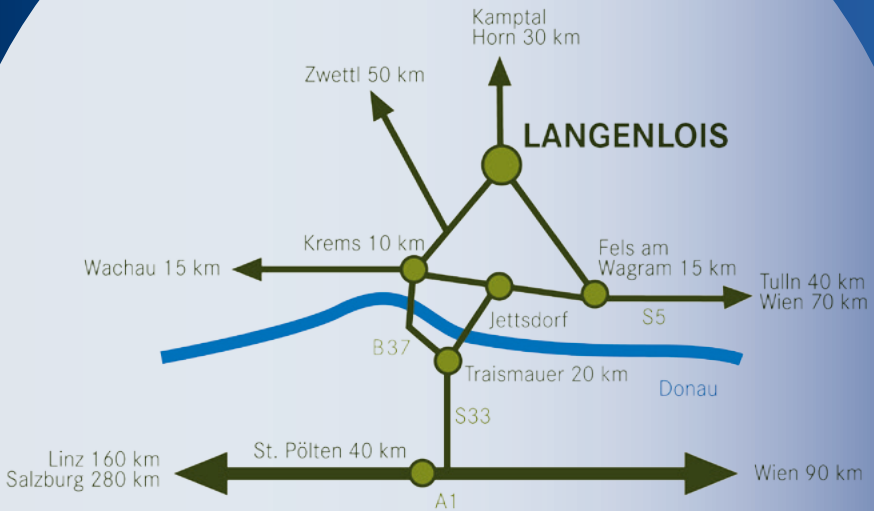 Kamptal
Horn 30 km
Zwettl 50 km
LANGENLOIS
Krems 10 km
Fels am
Wagram 15 km
Wachau 15 km
Tulln 40 km
Wien 70 km
Jettsdorf
S5
B37
Traismauer 20 km
Donau
S33
St. Pölten 40 km
Linz 160 km
Salzburg 280 km
Wien 90 km
A1